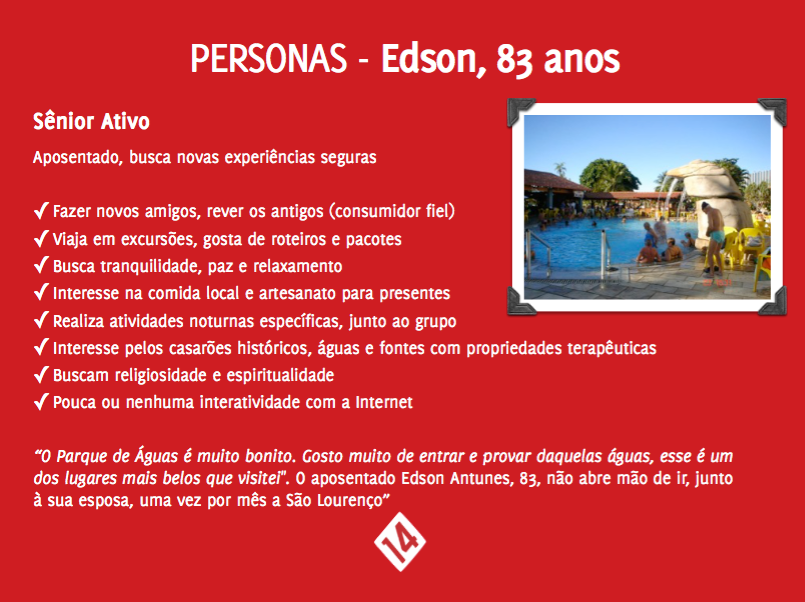 PERSONAS - Edson, 83 anos
Sênior Ativo
Aposentado, busca novas experiências seguras
✓ Fazer novos amigos, rever os antigos (consumidor fiel)
✓ Viaja em excursões, gosta de roteiros e pacotes
✓ Busca tranquilidade, paz e relaxamento
✓ Interesse na comida local e artesanato para presentes
✓ Realiza atividades noturnas específicas, junto ao grupo
✓ Interesse pelos casarões históricos, águas e fontes com propriedades terapêuticas
✓ Buscam religiosidade e espiritualidade
✓ Pouca ou nenhuma interatividade com a Internet
“O Parque de Águas é muito bonito. Gosto muito de entrar e provar daquelas águas, esse é um
dos lugares mais belos que visitei". O aposentado Edson Antunes, 83, não abre mão de ir, junto
à sua esposa, uma vez por mês a São Lourenço”
14